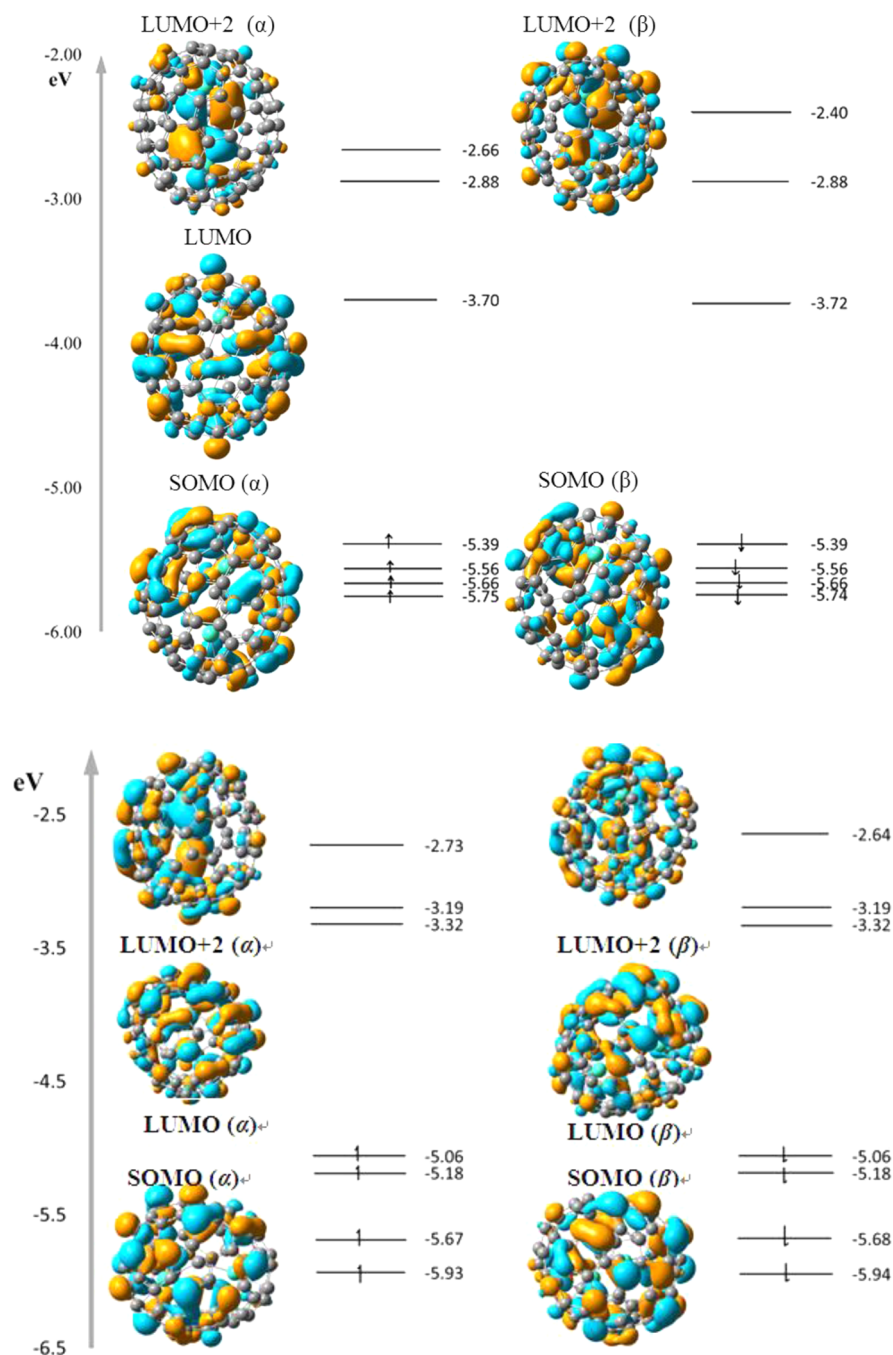 LUMO+2 (α)
LUMO+2 (β)
-2.00
eV
-2.40
-2.66
-2.88
-2.88
-3.00
LUMO
-3.70
-3.72
-4.00
-5.00
SOMO (α)
SOMO (β)
-5.39
-5.39
-5.56
-5.56
-5.66
-5.66
-5.75
-5.74
-6.00
eV
-2.5
-2.73
-2.64
-3.19
-3.19
-3.32
-3.32
LUMO+2 (α)↵
LUMO+2 (β)↵
-3.5
-4.5
LUMO (α)↵
LUMO (β)↵
-5.06
-5.06
SOMO (α)↵
-5.18
SOMO (β)↵
-5.18
-5.5
-5.67
-5.68
-5.93
-5.94
-6.5